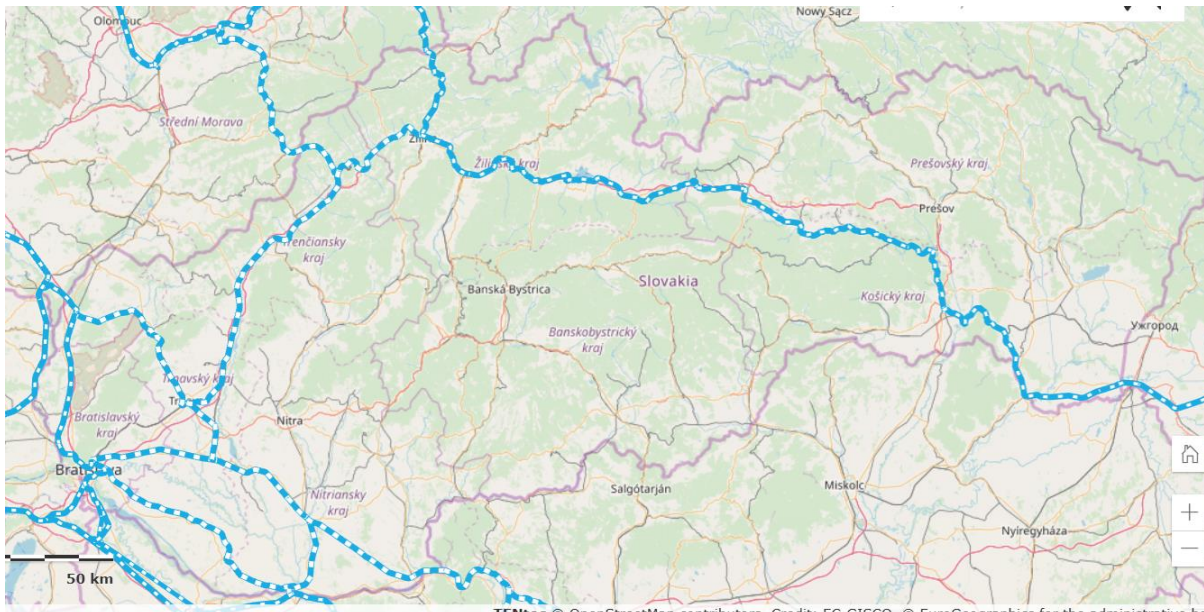 Nowy Sącz
Olomouc
Střední Morava
Žilinský kraj
Prešovský kraj
Prešov
Trenčiansky
kraj
Banská Bystrica
Slovakia
Košický kraj
Ужгород
Banskobystrický
kraj
Trnavský kraj
Bratislavský
kraj
Nitra
Bratislava
Nitriansky
kraj
Salgótarján
Miskolc
Nyíregyháza
50 km
© OpenStreetMap contributors, Credit: EC-GISCO, © EuroGeographics for the administrative